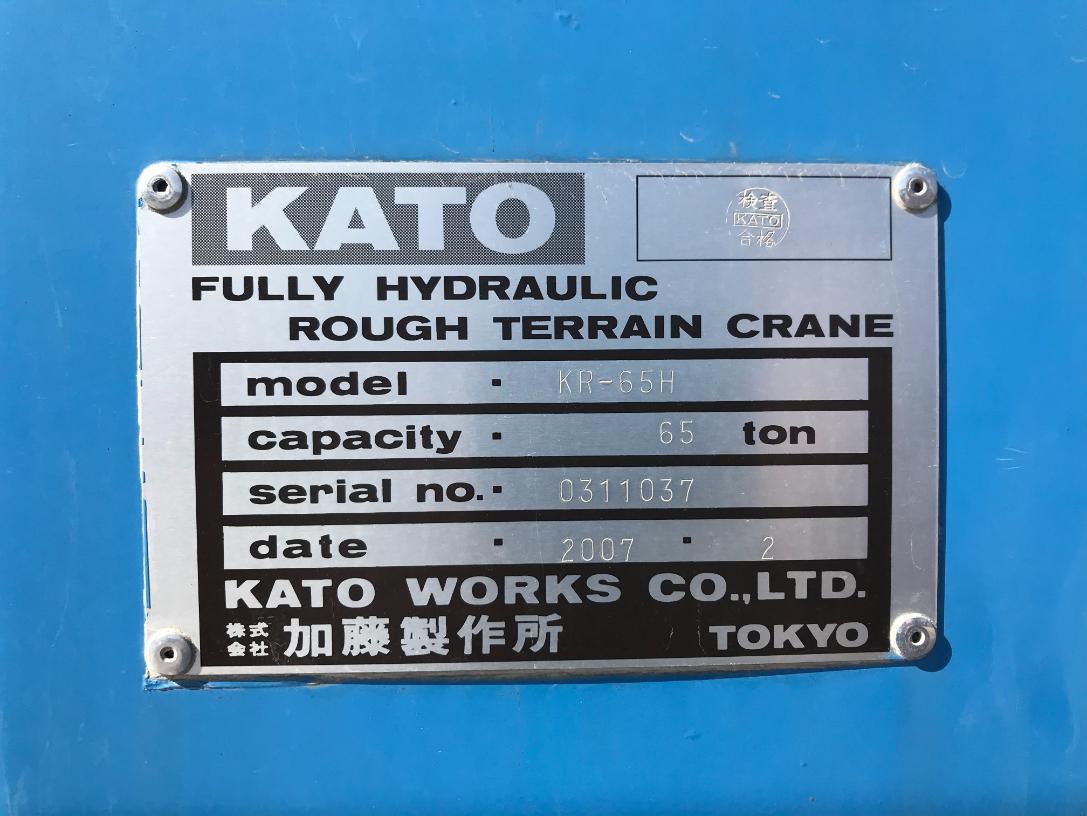 KATO
検査
KATO
合格
FULLY HYDRAULIC
ROUGH TERRAIN CRANE
model · KR-65H
capacity · 65 ton
serial no. · 0311037
date · 2007 · 2
KATO WORKS CO.,LTD.
株式会社 加藤製作所 TOKYO